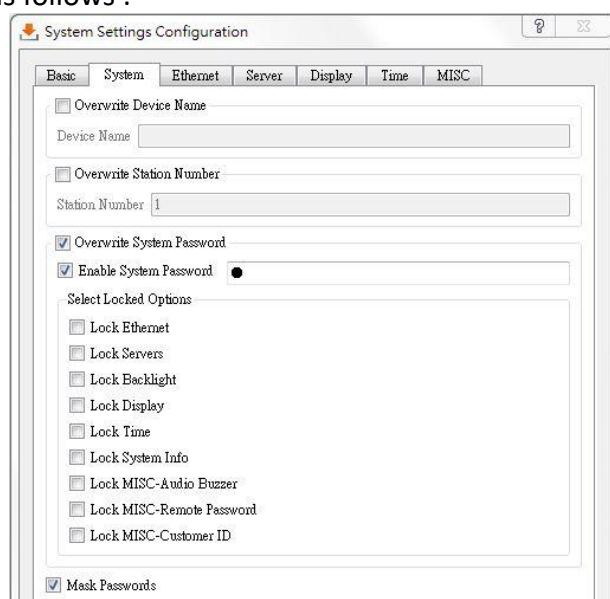 as follows :
System Settings Configuration
Basic System Ethernet Server Display Time MISC
Overwrite Device Name
Device Name
Overwrite Station Number
Station Number 1
Overwrite System Password
Enable System Password ●
Select Locked Options
Lock Ethernet
Lock Servers
Lock Backlight
Lock Display
Lock Time
Lock System Info
Lock MISC-Audio Buzzer
Lock MISC-Remote Password
Lock MISC-Customer ID
Mask Passwords